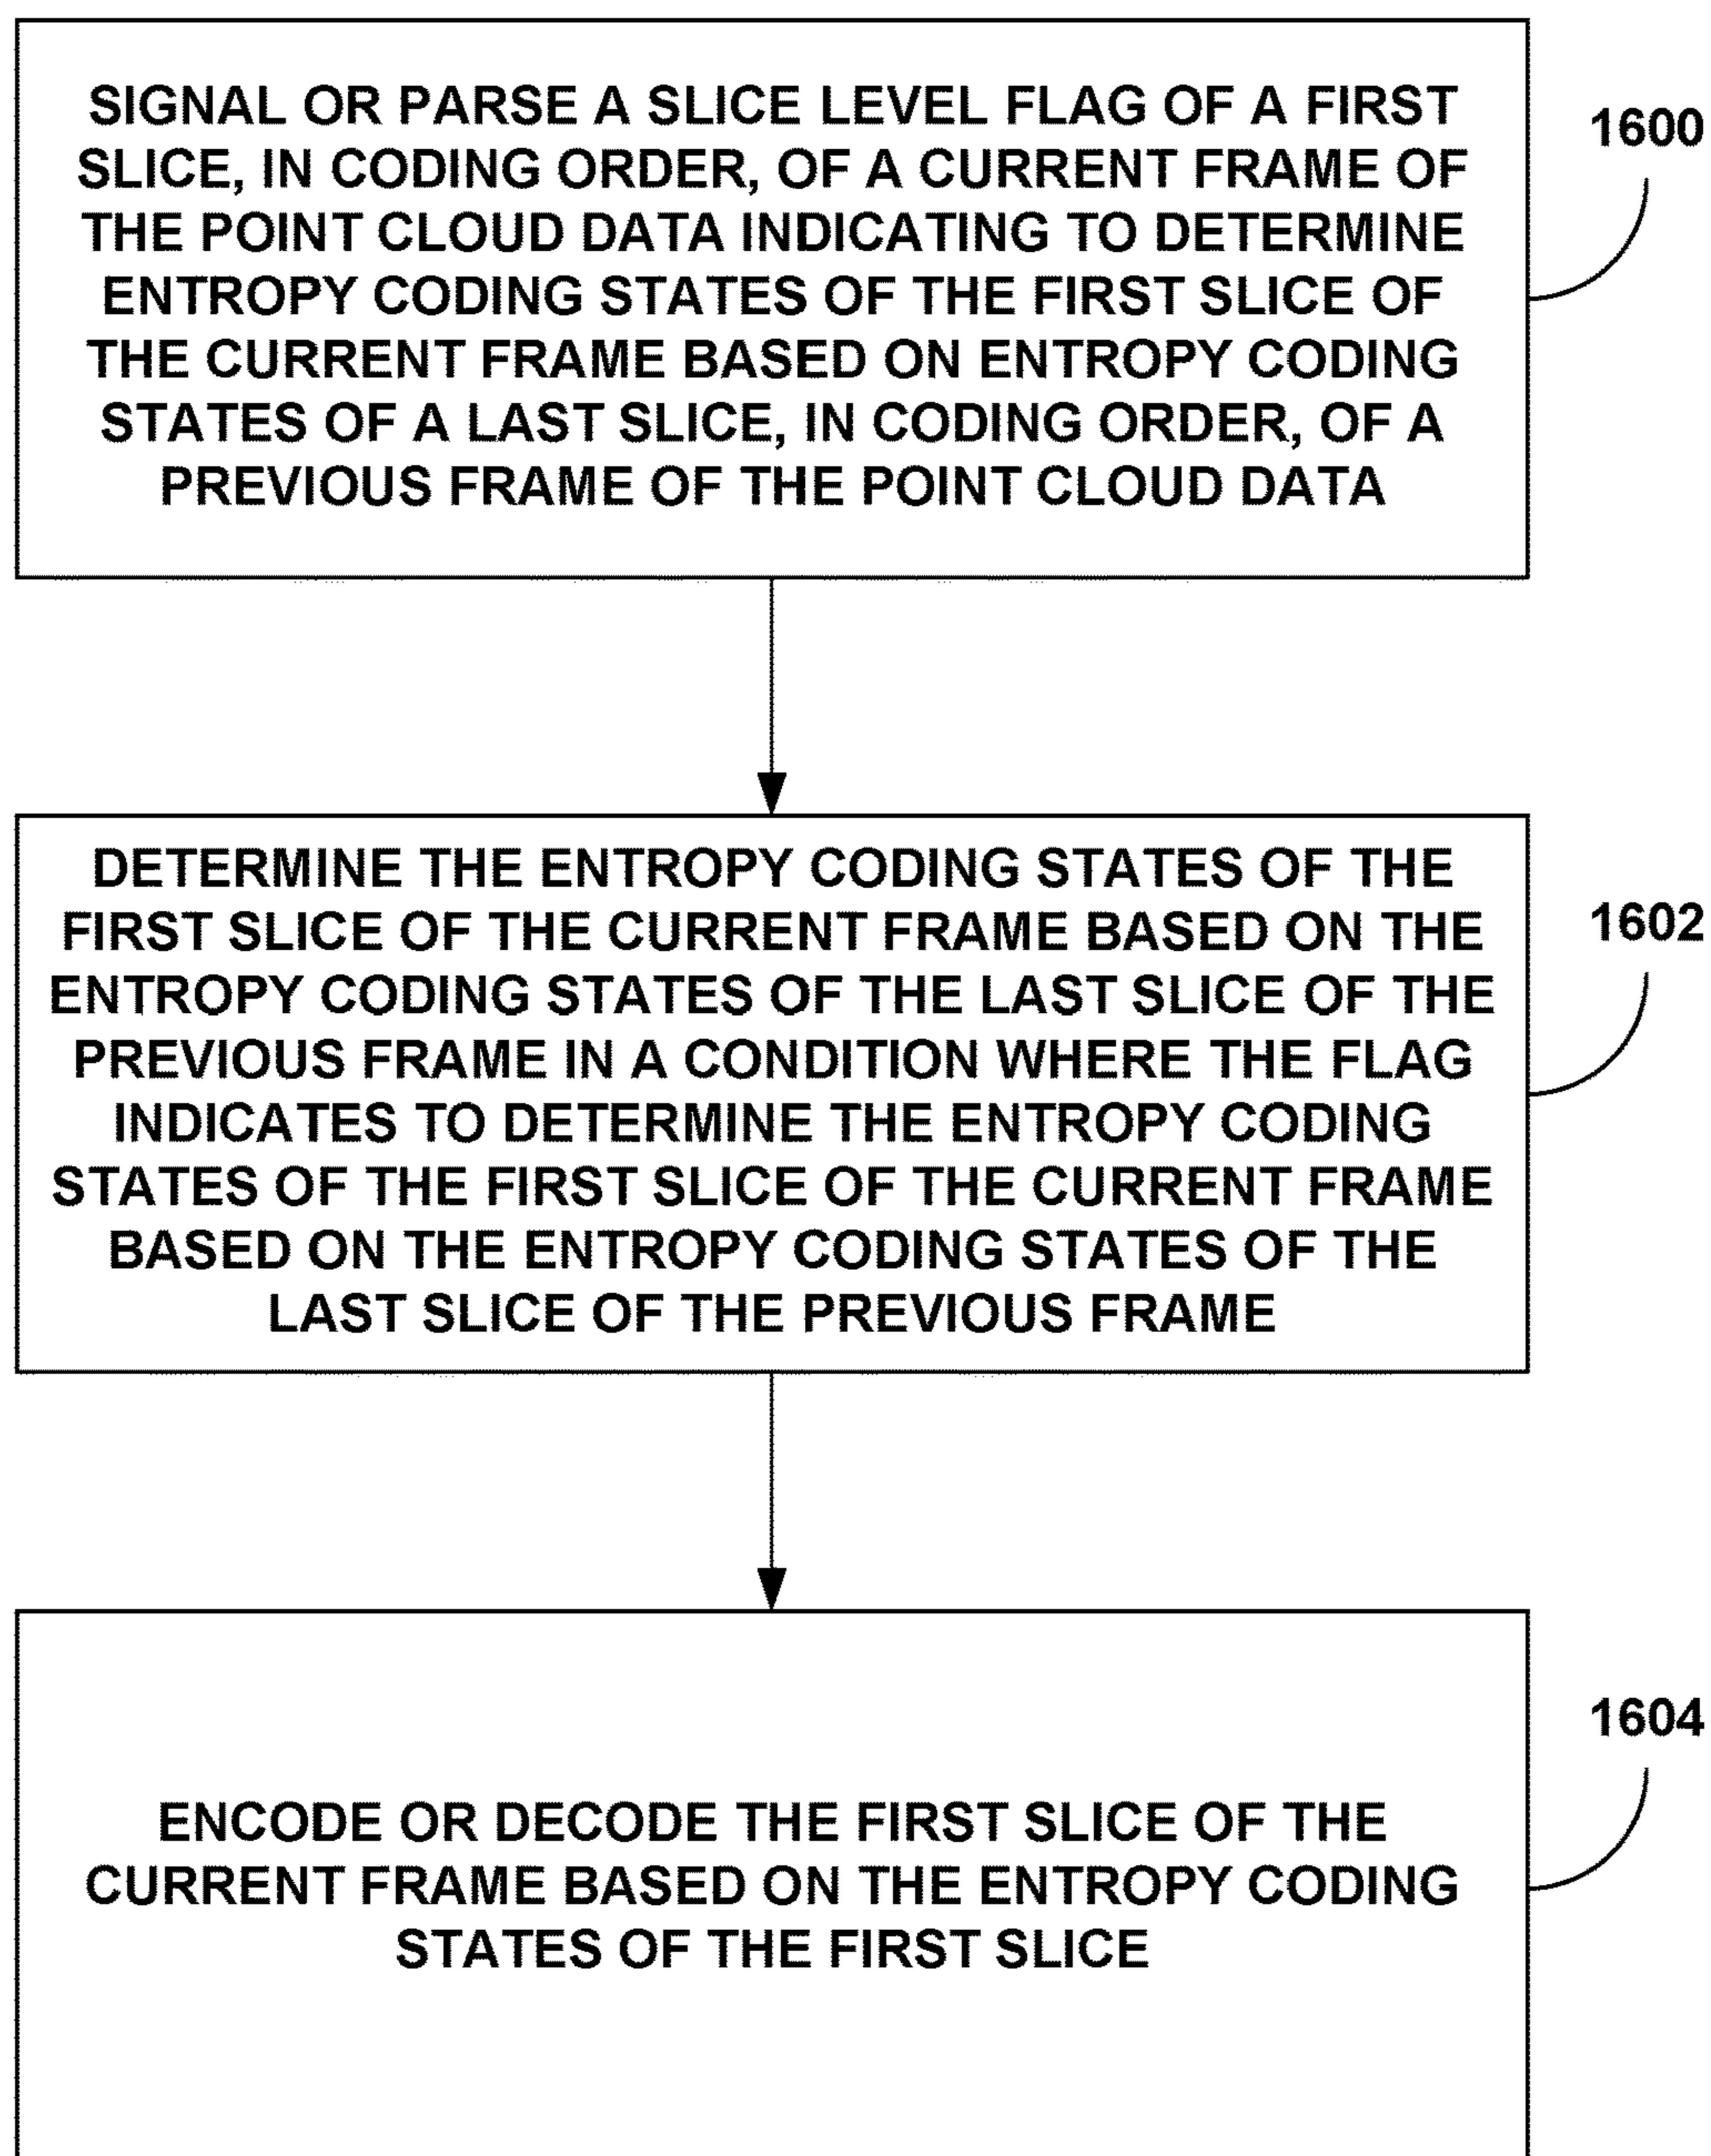 SIGNAL OR PARSE A SLICE LEVEL FLAG OF A FIRST
SLICE, IN CODING ORDER, OF A CURRENT FRAME OF
THE POINT CLOUD DATA INDICATING TO DETERMINE
ENTROPY CODING STATES OF THE FIRST SLICE OF
THE CURRENT FRAME BASED ON ENTROPY CODING
STATES OF A LAST SLICE, IN CODING ORDER, OF A
PREVIOUS FRAME OF THE POINT CLOUD DATA
1600
DETERMINE THE ENTROPY CODING STATES OF THE
FIRST SLICE OF THE CURRENT FRAME BASED ON THE
ENTROPY CODING STATES OF THE LAST SLICE OF THE
PREVIOUS FRAME IN A CONDITION WHERE THE FLAG
INDICATES TO DETERMINE THE ENTROPY CODING
STATES OF THE FIRST SLICE OF THE CURRENT FRAME
BASED ON THE ENTROPY CODING STATES OF THE
LAST SLICE OF THE PREVIOUS FRAME
1602
ENCODE OR DECODE THE FIRST SLICE OF THE
CURRENT FRAME BASED ON THE ENTROPY CODING
STATES OF THE FIRST SLICE
1604